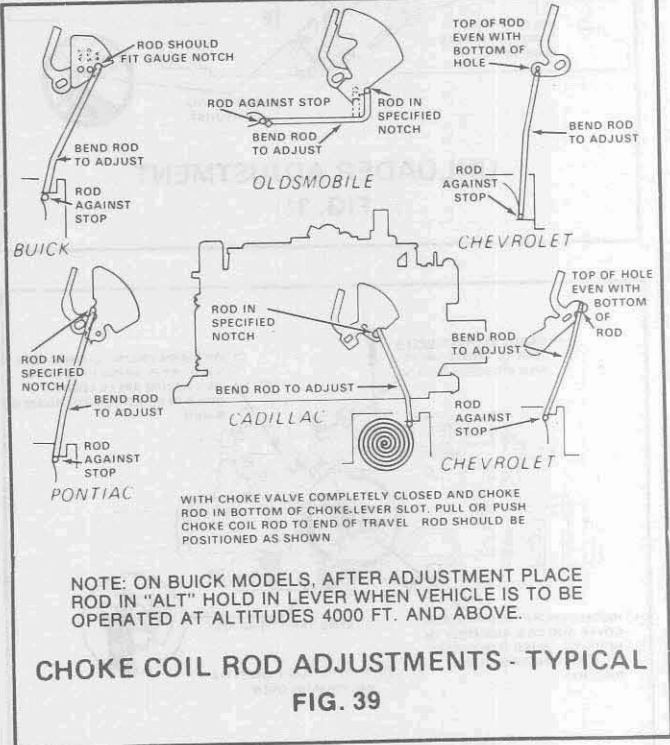 ROD SHOULD
FIT GAUGE NOTCH
BEND ROD
TO ADJUST
ROD
AGAINST
STOP
BUICK
ROD AGAINST STOP
ROD IN
SPECIFIED
NOTCH
BEND ROD
TO ADJUST
OLDSMOBILE
TOP OF ROD
EVEN WITH
BOTTOM OF
HOLE
BEND ROD
TO ADJUST
ROD
AGAINST
STOP
CHEVROLET
ROD IN
SPECIFIED
NOTCH
BEND ROD
TO ADJUST
ROD
AGAINST
STOP
PONTIAC
ROD IN
SPECIFIED
NOTCH
BEND ROD TO ADJUST
CADILLAC
TOP OF HOLE
EVEN WITH
BOTTOM
OF
ROD
BEND ROD
TO ADJUST
ROD
AGAINST
STOP
CHEVROLET
WITH CHOKE VALVE COMPLETELY CLOSED AND CHOKE
ROD IN BOTTOM OF CHOKE-LEVER SLOT. PULL OR PUSH
CHOKE COIL ROD TO END OF TRAVEL ROD SHOULD BE
POSITIONED AS SHOWN
NOTE: ON BUICK MODELS, AFTER ADJUSTMENT PLACE
ROD IN "ALT" HOLD IN LEVER WHEN VEHICLE IS TO BE
OPERATED AT ALTITUDES 4000 FT. AND ABOVE.
CHOKE COIL ROD ADJUSTMENTS - TYPICAL
FIG. 39